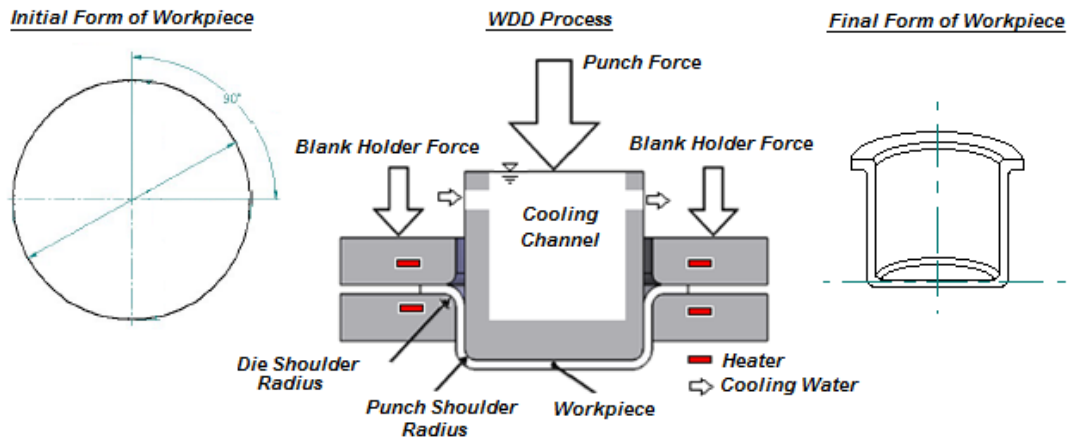 Initial Form of Workpiece
WDD Process
Final Form of Workpiece
Punch Force
90°
Blank Holder Force
Blank Holder Force
Cooling
Channel
Die Shoulder
Radius
Heater
Cooling Water
Punch Shoulder
Radius
Workpiece